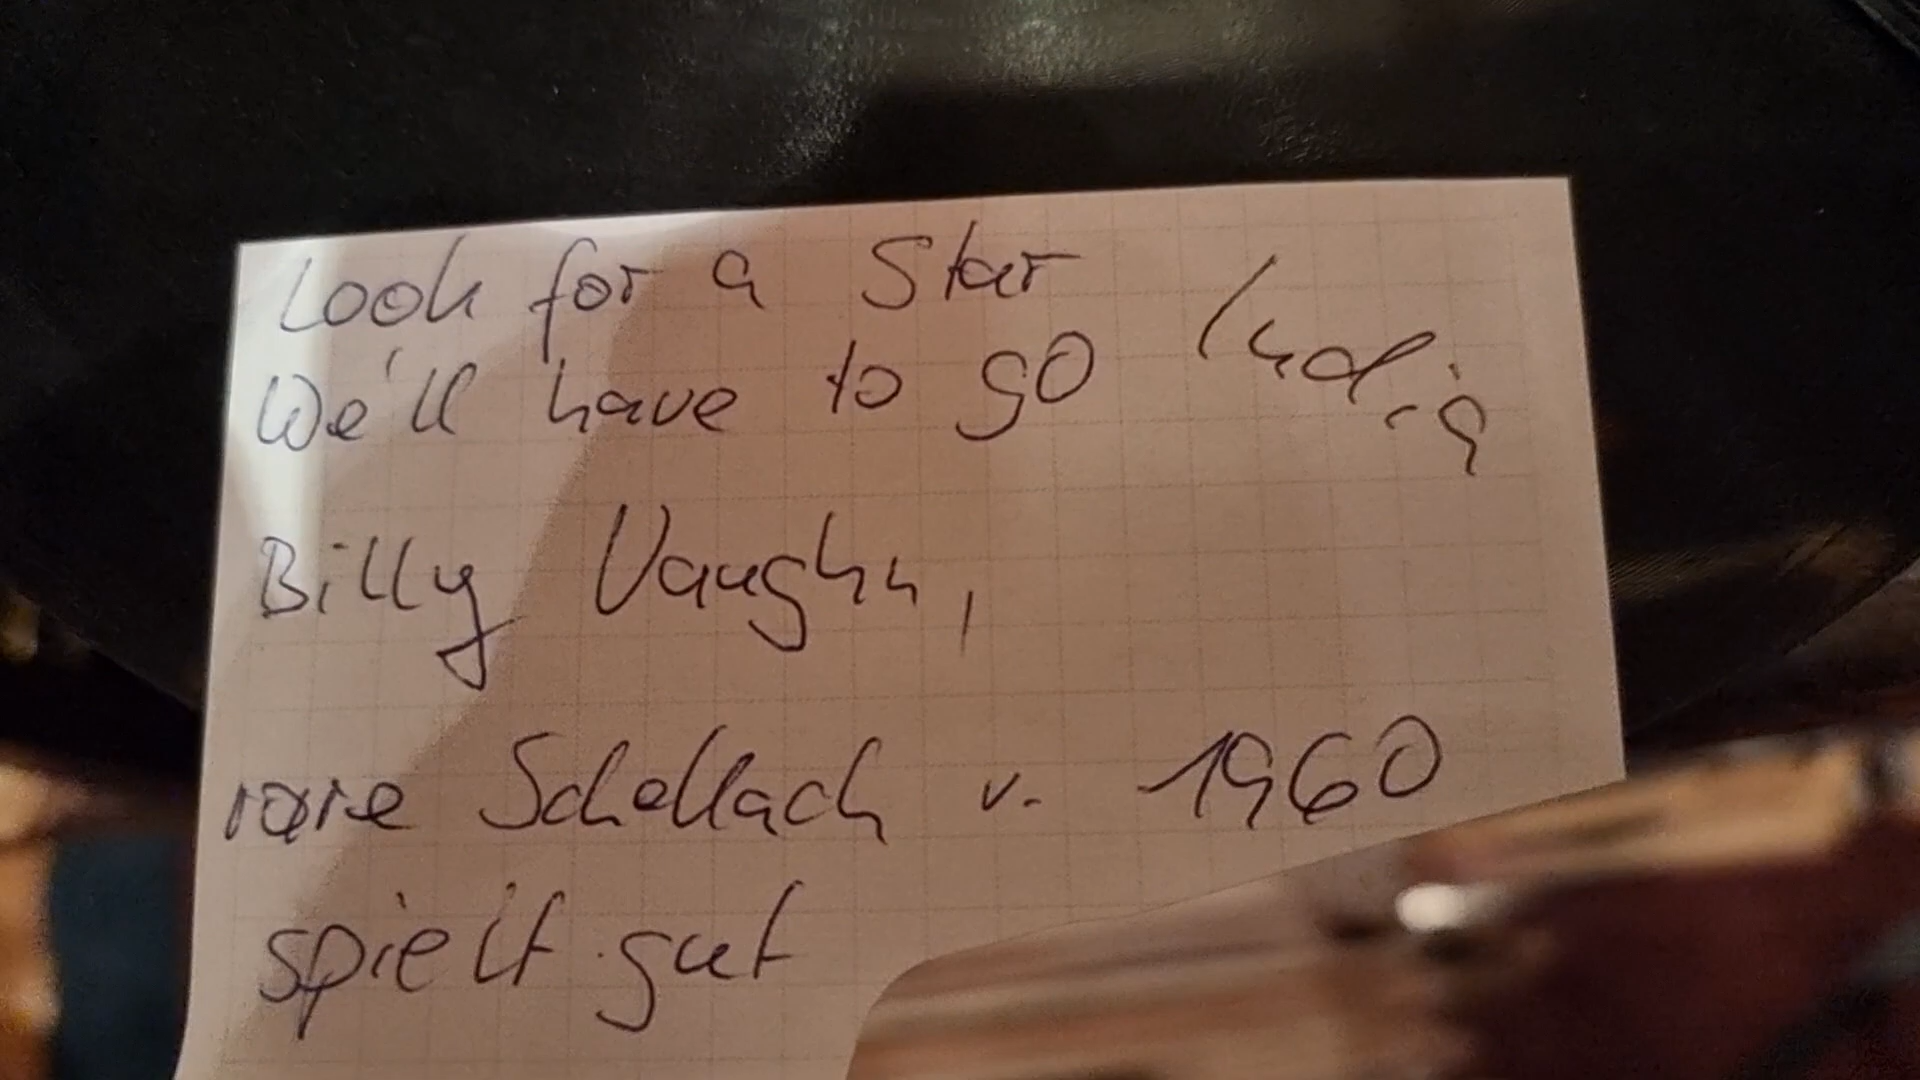 Look for a Star
We'll have to go India
Billy Vaughn,
rare Schellack v. 1960
spielt gut